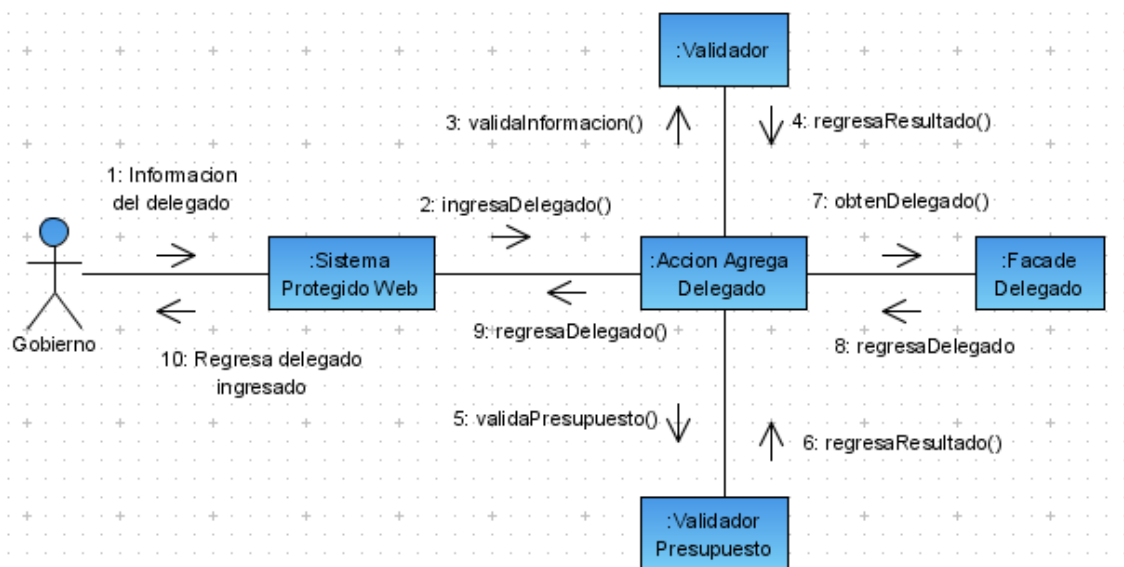 :Validador
3: validaInformacion()
4: regresaResultado()
1: Informacion
del delegado
2: ingresaDelegado()
7: obtenDelegado()
:Sistema
Protegido Web
:Accion Agrega
Delegado
:Facade
Delegado
Gobierno
10: Regresa delegado
ingresado
9: regresaDelegado()
8: regresaDelegado
5: validaPresupuesto()
6: regresaResultado()
:Validador
Presupuesto